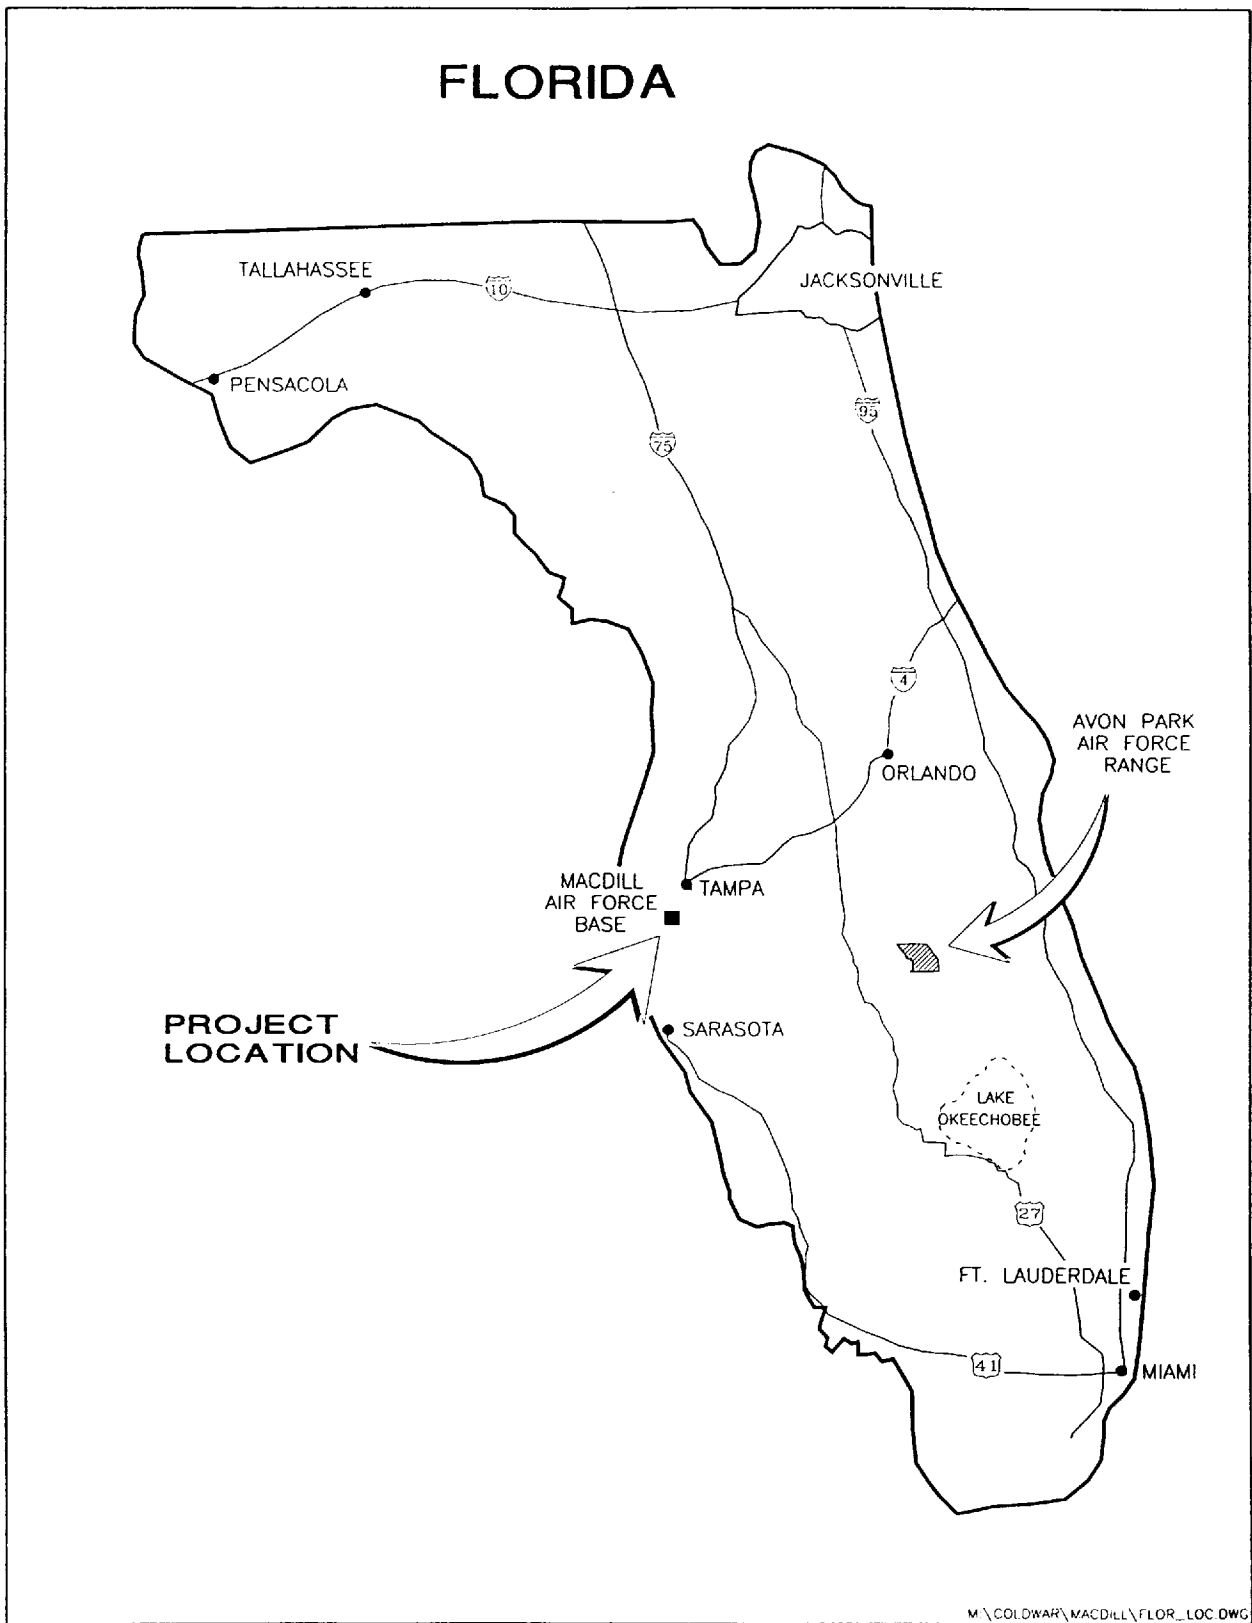 FLORIDA
TALLAHASSEE
10
JACKSONVILLE
PENSACOLA
95
75
4
AVON PARK
AIR FORCE
RANGE
ORLANDO
MACDILL
AIR FORCE
BASE
TAMPA
PROJECT
LOCATION
SARASOTA
LAKE
OKEECHOBEE
27
FT. LAUDERDALE
41
MIAMI
M:\COLDWAR\MACDILL\FLOR_LOC.DWG